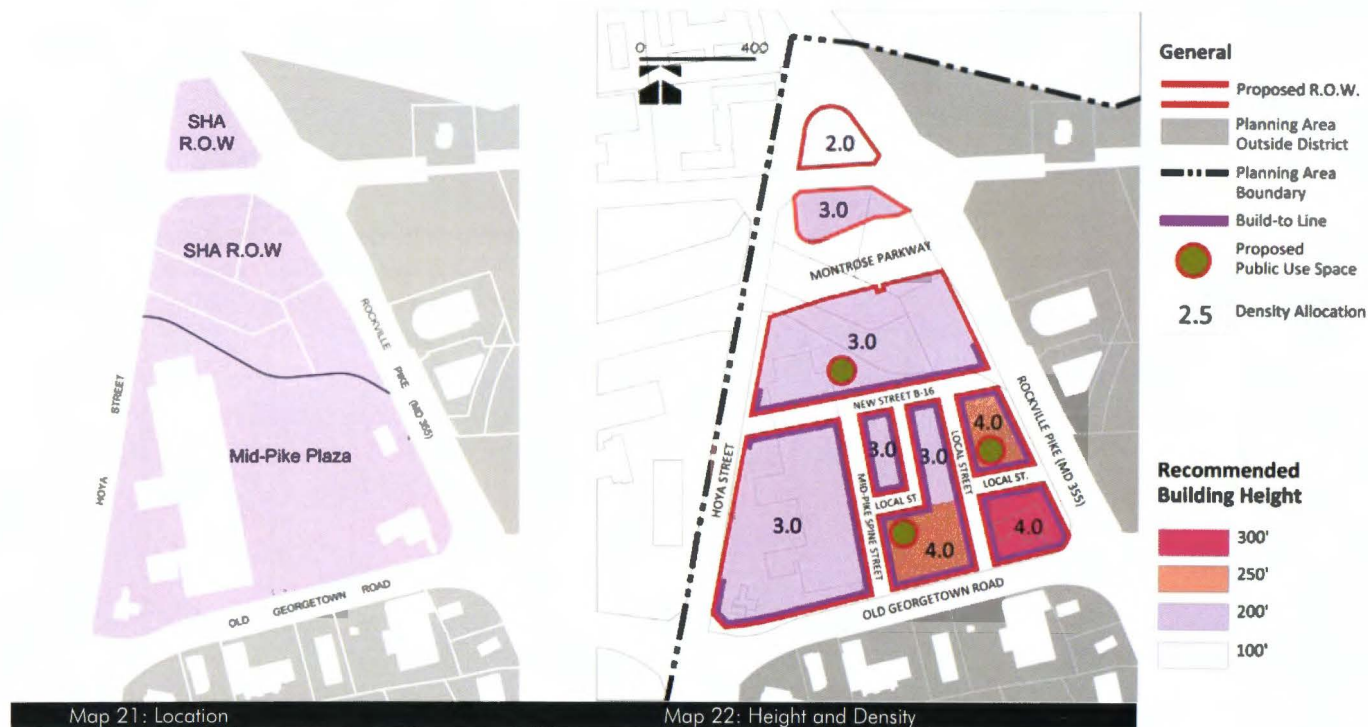 SHA
R.O.W
SHA R.O.W
HOYA
STREET
ROCKVILLE
PIKE
(MD 355)
Mid-Pike Plaza
OLD GEORGETOWN ROAD
Map 21: Location
0 400
2.0
3.0
MONTROSE PARKWAY
3.0
NEW STREET B-16
HOYA STREET
3.0
MID-PIKE SPINE STREET
3.0
LOCAL ST
3.0
4.0
LOCAL STREET
4.0
LOCAL ST.
4.0
ROCKVILLE PIKE (MD 355)
OLD GEORGETOWN ROAD
Map 22: Height and Density
General
Proposed R.O.W.
Planning Area
Outside District
Planning Area
Boundary
Build-to Line
Proposed
Public Use Space
2.5 Density Allocation
Recommended
Building Height
300'
250'
200'
100'